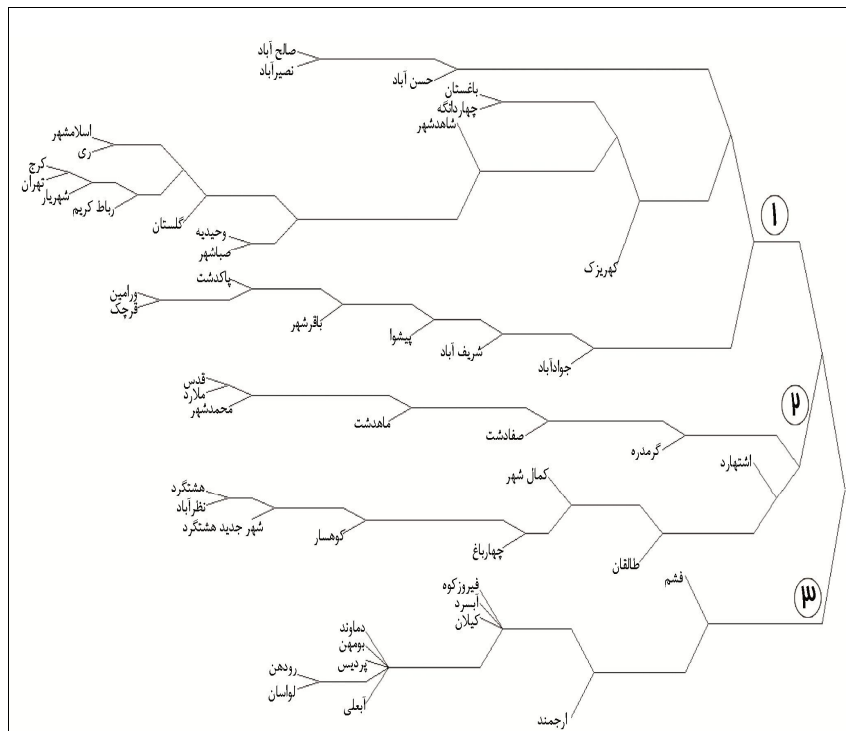 صالح آباد
نصیرآباد
حسن آباد
باغستان
چهاردانگه
شاهدشهر
اسلامشهر
ری
کرج
تهران
شهریار
رباط کریم
گلستان
وحیدیه
صباشهر
کهریزک
۱
پاکدشت
ورامین
قرچک
باقرشهر
پیشوا
شریف آباد
جوادآباد
قدس
ملارد
محمدشهر
ماهدشت
صفادشت
گرمدره
۲
اشتهارد
کمال شهر
هشتگرد
نظرآباد
شهر جدید هشتگرد
کوهسار
چهارباغ
طالقان
فشم
۳
فیروزکوه
آبسرد
کیلان
دماوند
بومهن
پردیس
رودهن
لواسان
آبعلی
ارجمند